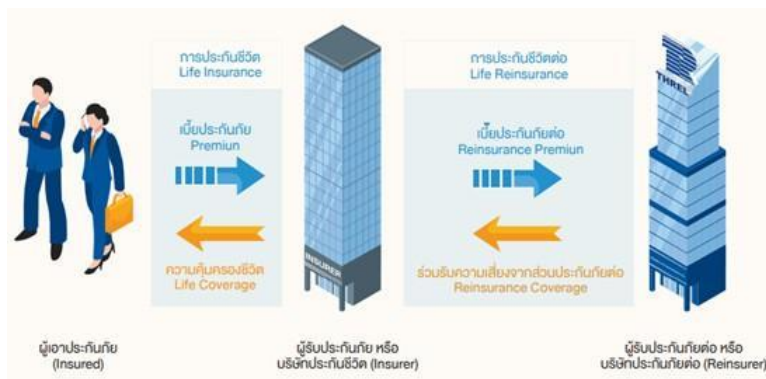 การประกันชีวิต
Life Insurance
การประกันชีวิตต่อ
Life Reinsurance
THREL
เบี้ยประกันภัย
Premiun
เบี้ยประกันภัยต่อ
Reinsurance Premiun
INSURER
ความคุ้มครองชีวิต
Life Coverage
ร่วมรับความเสี่ยงจากส่วนประกันภัยต่อ
Reinsurance Coverage
ผู้เอาประกันภัย
(Insured)
ผู้รับประกันภัย หรือ
บริษัทประกันชีวิต (Insurer)
ผู้รับประกันภัยต่อ หรือ
บริษัทประกันภัยต่อ (Reinsurer)